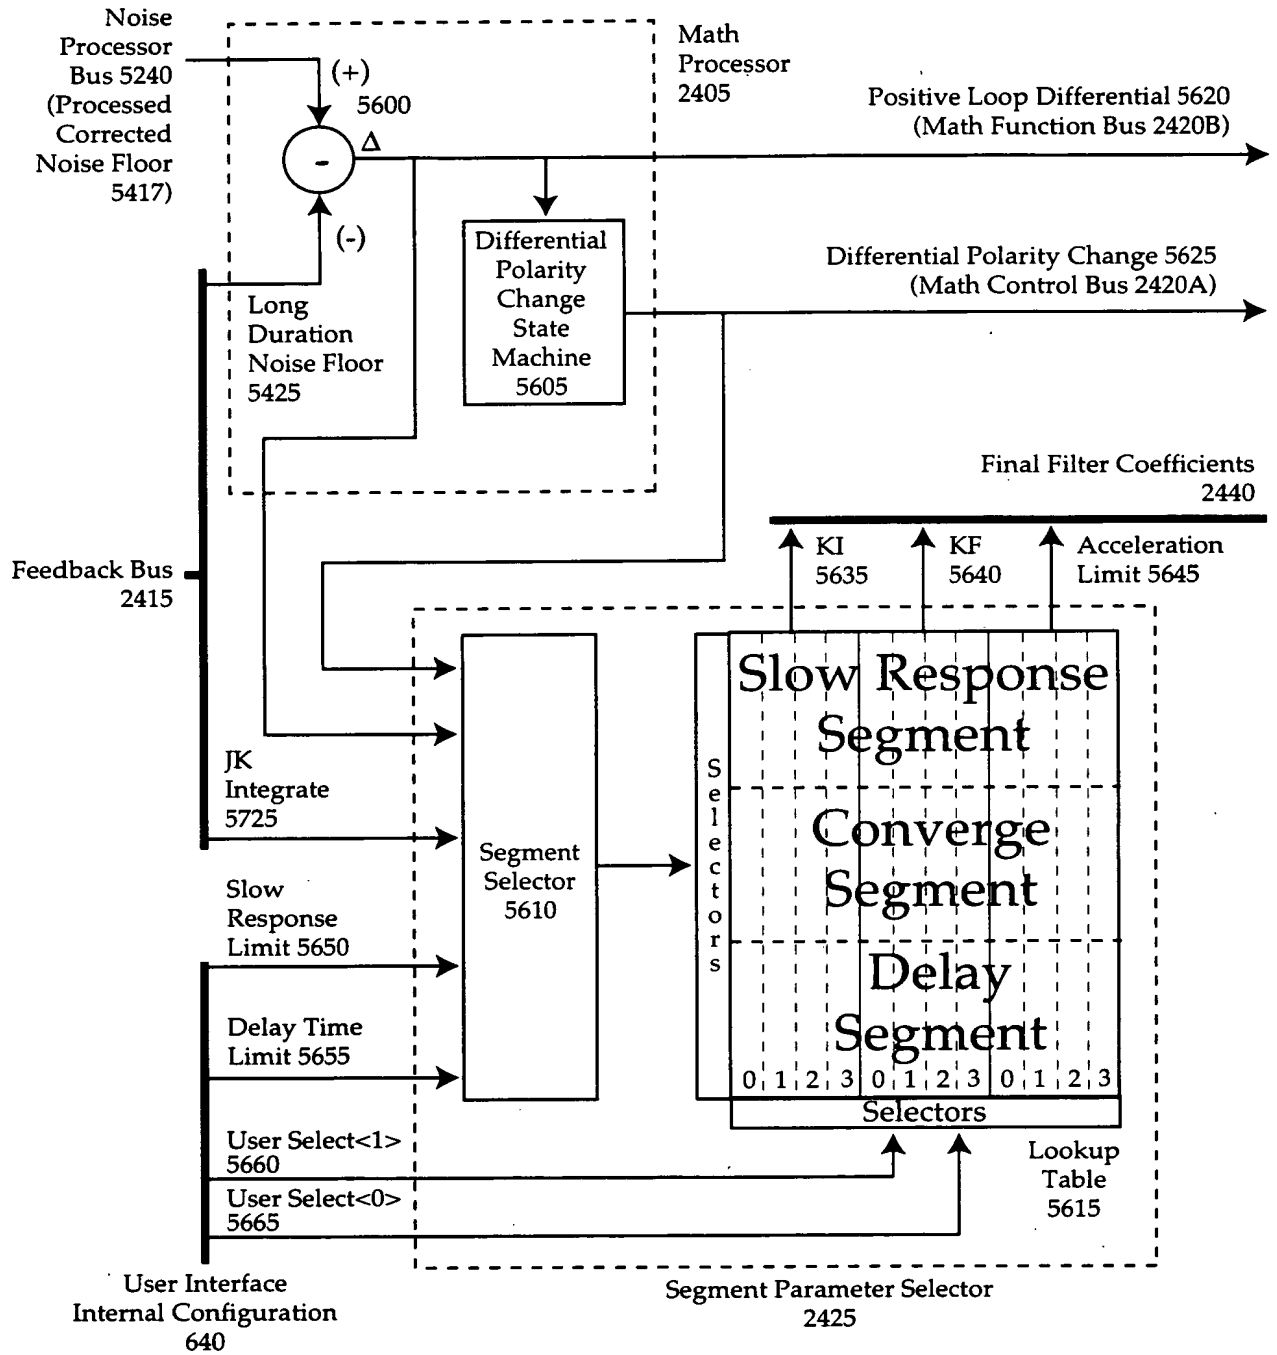 Noise
Processor
Bus 5240
(Processed
Corrected
Noise Floor
5417)
(+)
5600
Δ
-
(-)
Math
Processor
2405
Positive Loop Differential 5620
(Math Function Bus 2420B)
Differential
Polarity
Change
State
Machine
5605
Differential Polarity Change 5625
(Math Control Bus 2420A)
Long
Duration
Noise Floor
5425
Final Filter Coefficients
2440
KI
5635
KF
5640
Acceleration
Limit 5645
Feedback Bus
2415
JK
Integrate
5725
Slow
Response
Limit 5650
Delay Time
Limit 5655
User Select<1>
5660
User Select<0>
5665
User Interface
Internal Configuration
640
Segment
Selector
5610
Selectors
Slow Response
Segment
Converge
Segment
Delay
Segment
0 1 2 3 0 1 2 3 0 1 2 3
Selectors
Lookup
Table
5615
Segment Parameter Selector
2425